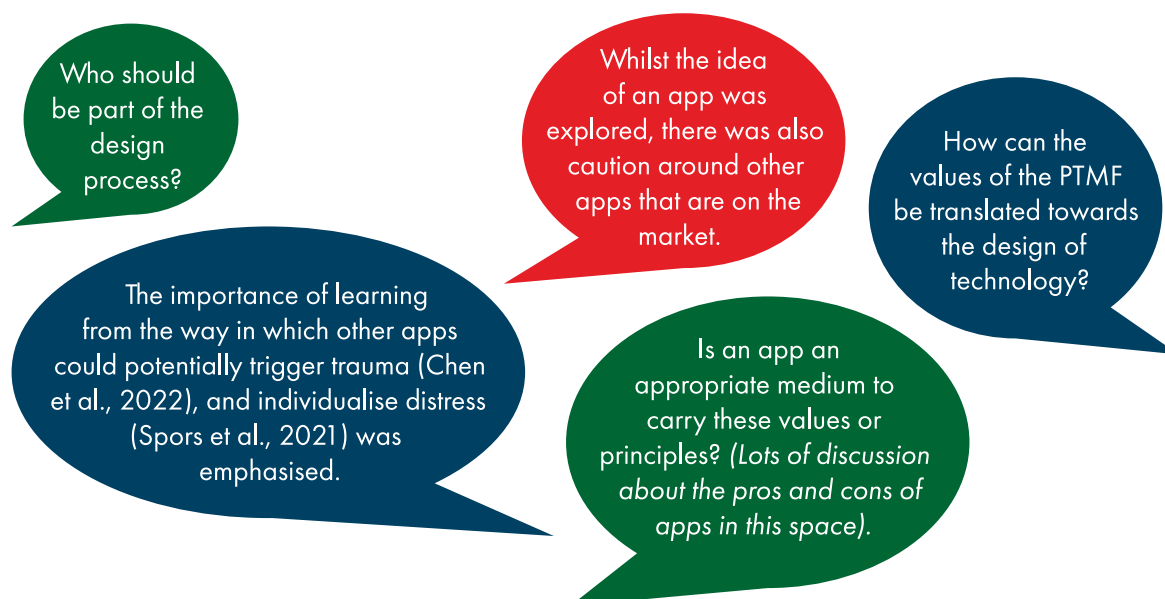 Who should
be part of the
design
process?
Whilst the idea
of an app was
explored, there was also
caution around other
apps that are on the
market.
How can the
values of the PTMF
be translated towards
the design of
technology?
The importance of learning
from the way in which other apps
could potentially trigger trauma (Chen
et al., 2022), and individualise distress
(Spors et al., 2021) was
emphasised.
Is an app an
appropriate medium to
carry these values or
principles? (Lots of discussion
about the pros and cons of
apps in this space).